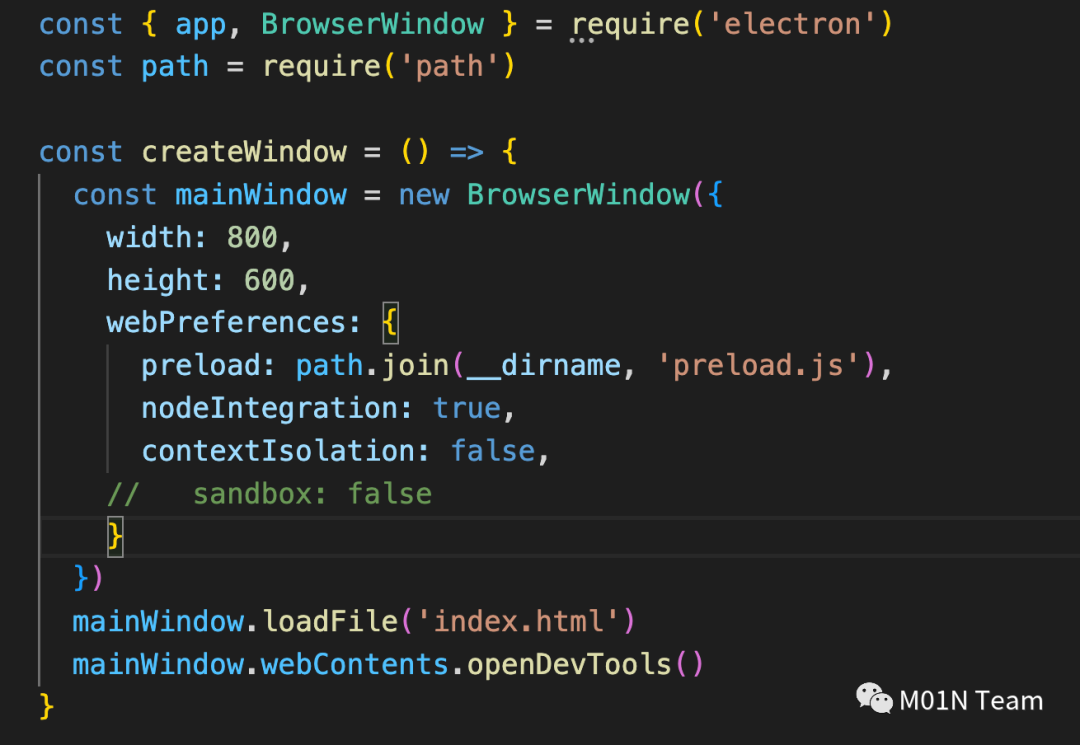 const { app, BrowserWindow } = require('electron')
const path = require('path')

const createWindow = () => {
  const mainWindow = new BrowserWindow({
    width: 800,
    height: 600,
    webPreferences: {
      preload: path.join(__dirname, 'preload.js'),
      nodeIntegration: true,
      contextIsolation: false,
    //   sandbox: false
    }
  })
  mainWindow.loadFile('index.html')
  mainWindow.webContents.openDevTools()
}
M01N Team